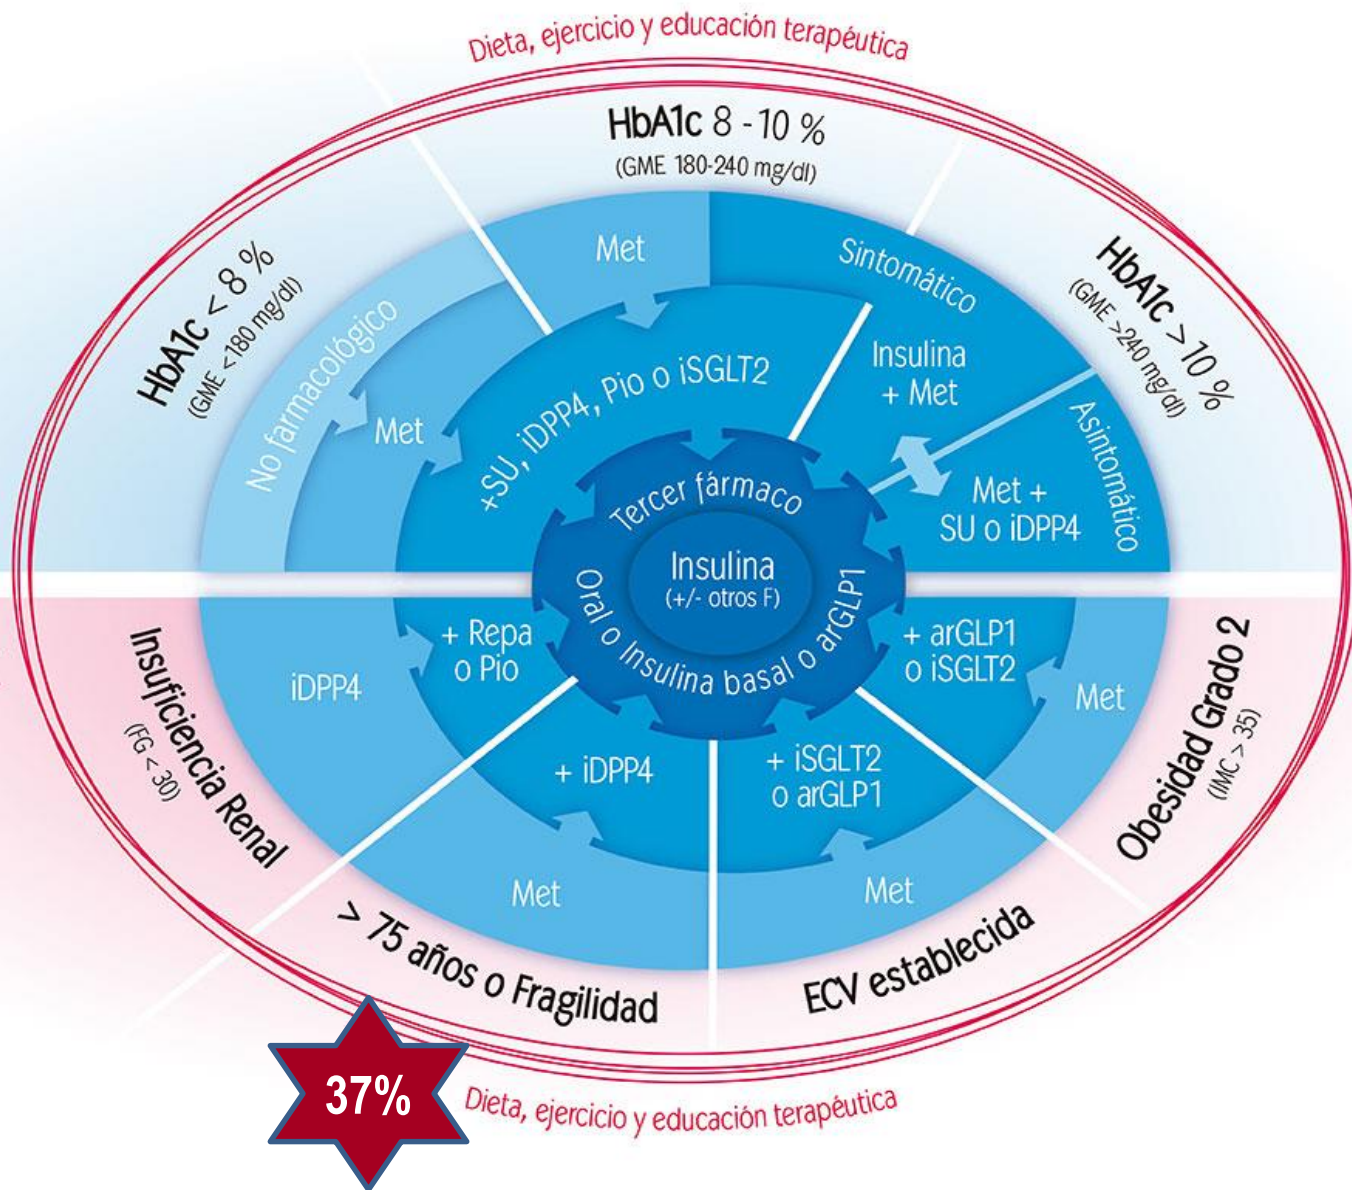 Dieta, ejercicio y educación terapéutica
HbA1c 8 - 10 %
(GME 180-240 mg/dl)
HbA1c < 8 %
(GME <180 mg/dl)
HbA1c > 10 %
(GME >240 mg/dl)
No farmacológico
Met
Met
Sintomático
Asintomático
+SU, iDPP4, Pio o iSGLT2
Insulina
+ Met
Met +
SU o iDPP4
Tercer fármaco
Insulina
(+/- otros F)
Oral o Insulina basal o arGLP1
Insuficiencia Renal
(FG < 30)
iDPP4
+ Repa
o Pio
> 75 años o Fragilidad
Met
+ iDPP4
ECV establecida
Met
+ iSGLT2
o arGLP1
Obesidad Grado 2
(IMC > 35)
Met
+ arGLP1
o iSGLT2
37%
Dieta, ejercicio y educación terapéutica